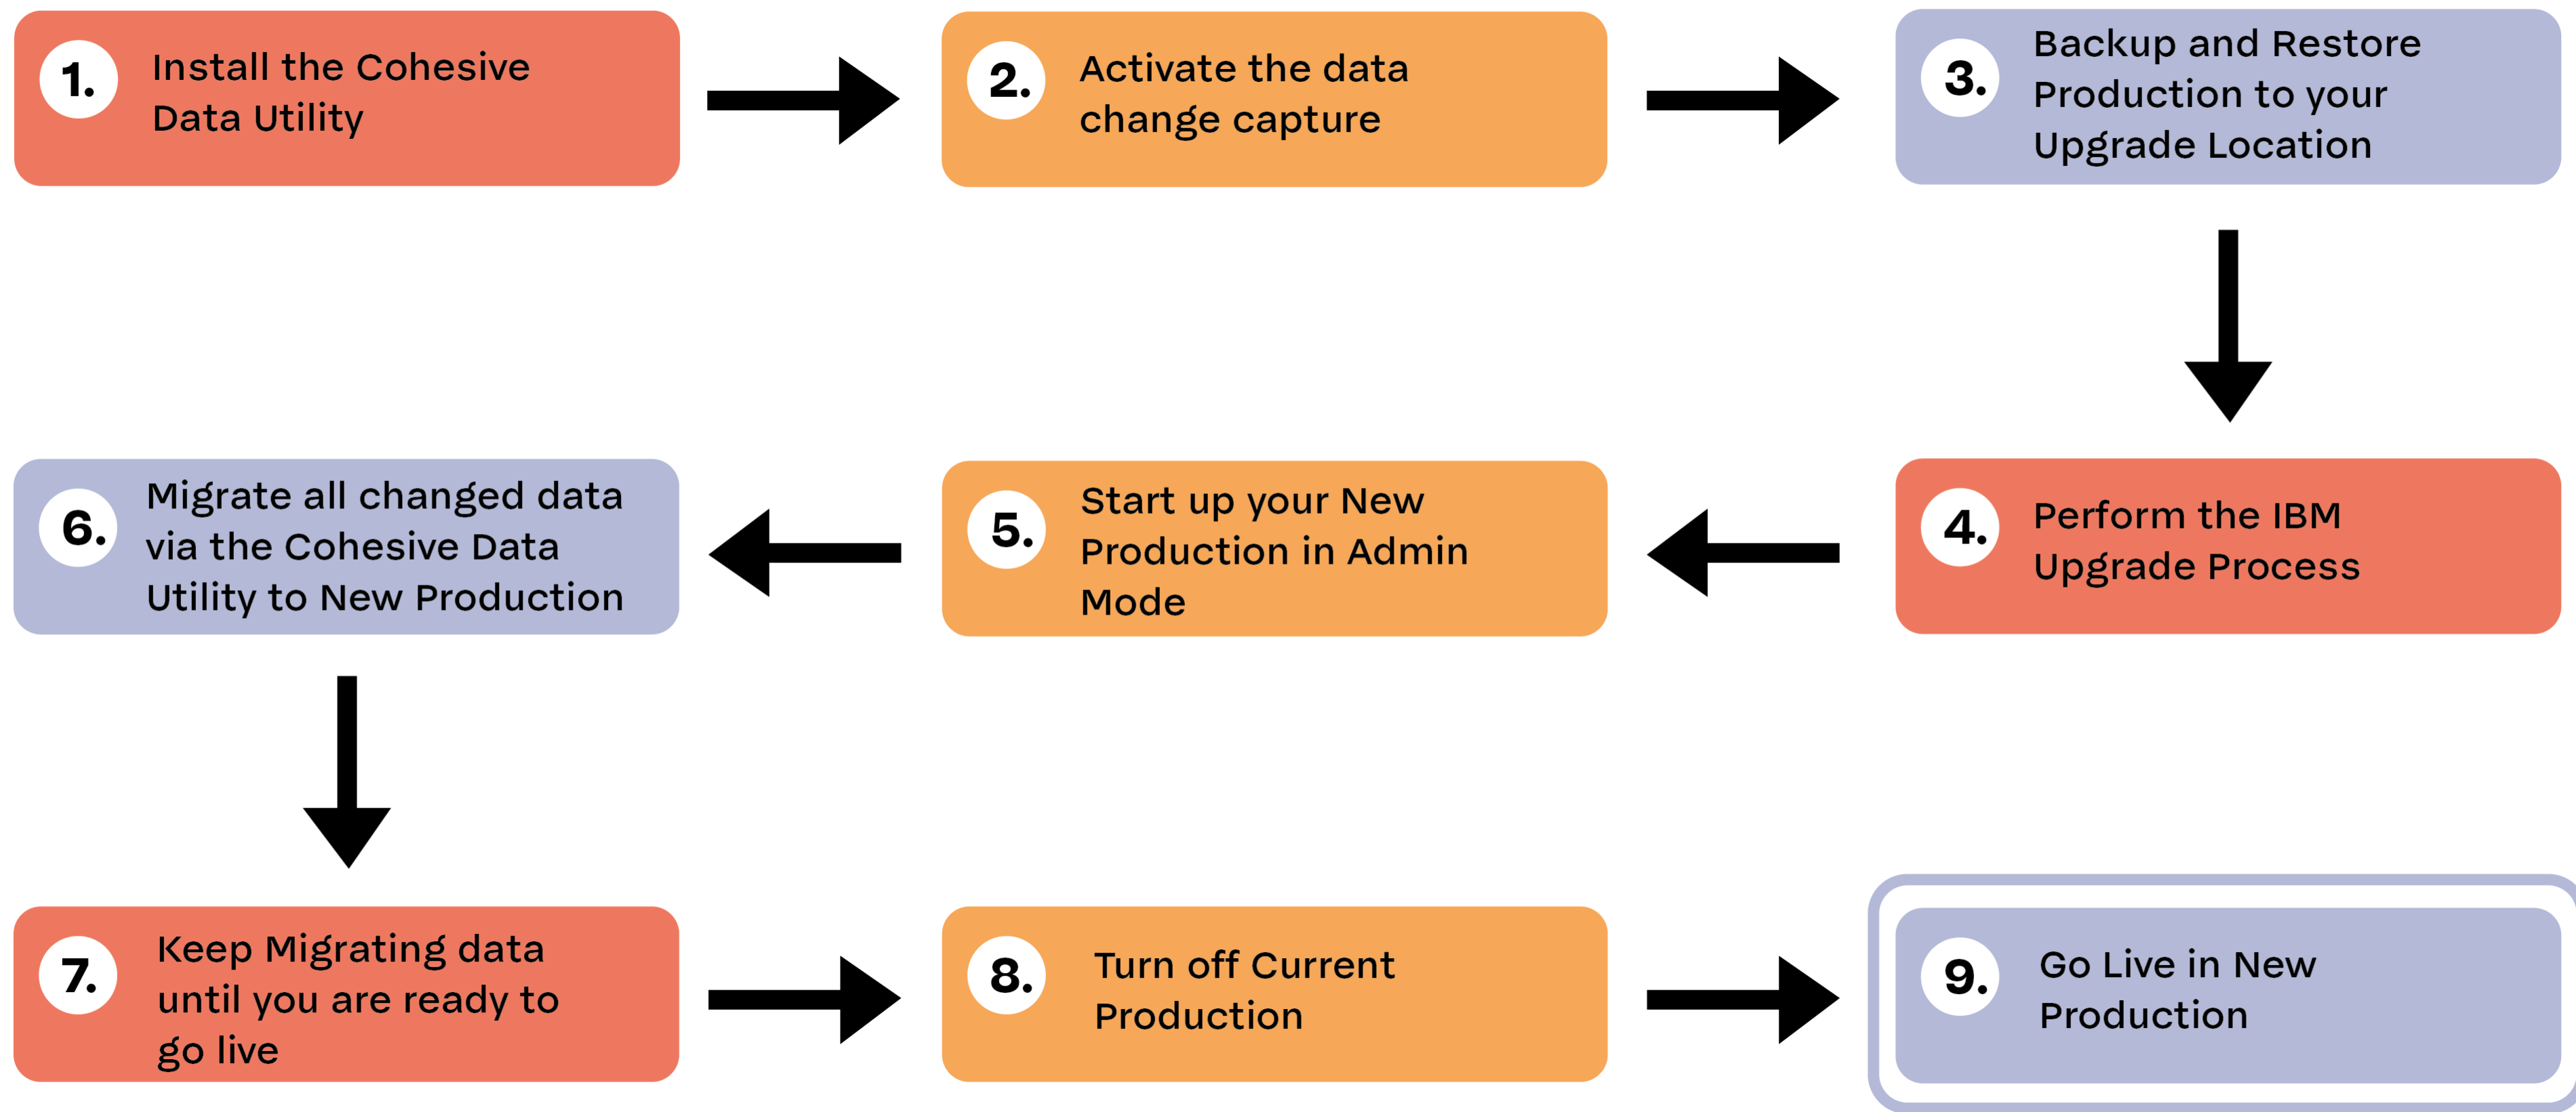 1.
Install the Cohesive
Data Utility
2.
Activate the data
change capture
3.
Backup and Restore
Production to your
Upgrade Location
4.
Perform the IBM
Upgrade Process
5.
Start up your New
Production in Admin
Mode
6.
Migrate all changed data
via the Cohesive Data
Utility to New Production
7.
Keep Migrating data
until you are ready to
go live
8.
Turn off Current
Production
9.
Go Live in New
Production